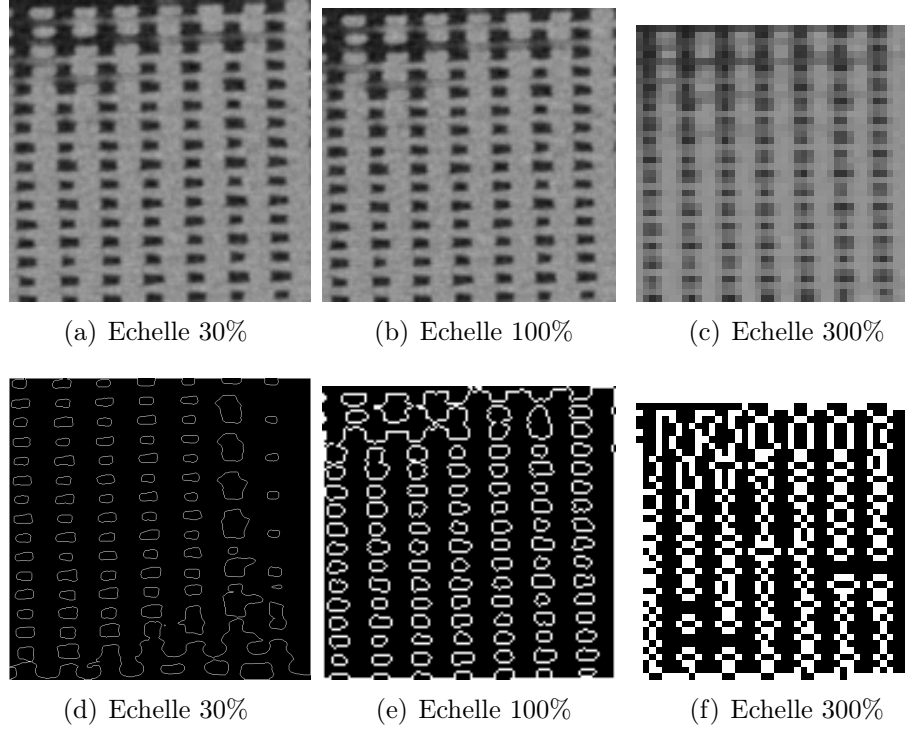 (a) Echelle 30%
(b) Echelle 100%
(c) Echelle 300%
(d) Echelle 30%
(e) Echelle 100%
(f) Echelle 300%